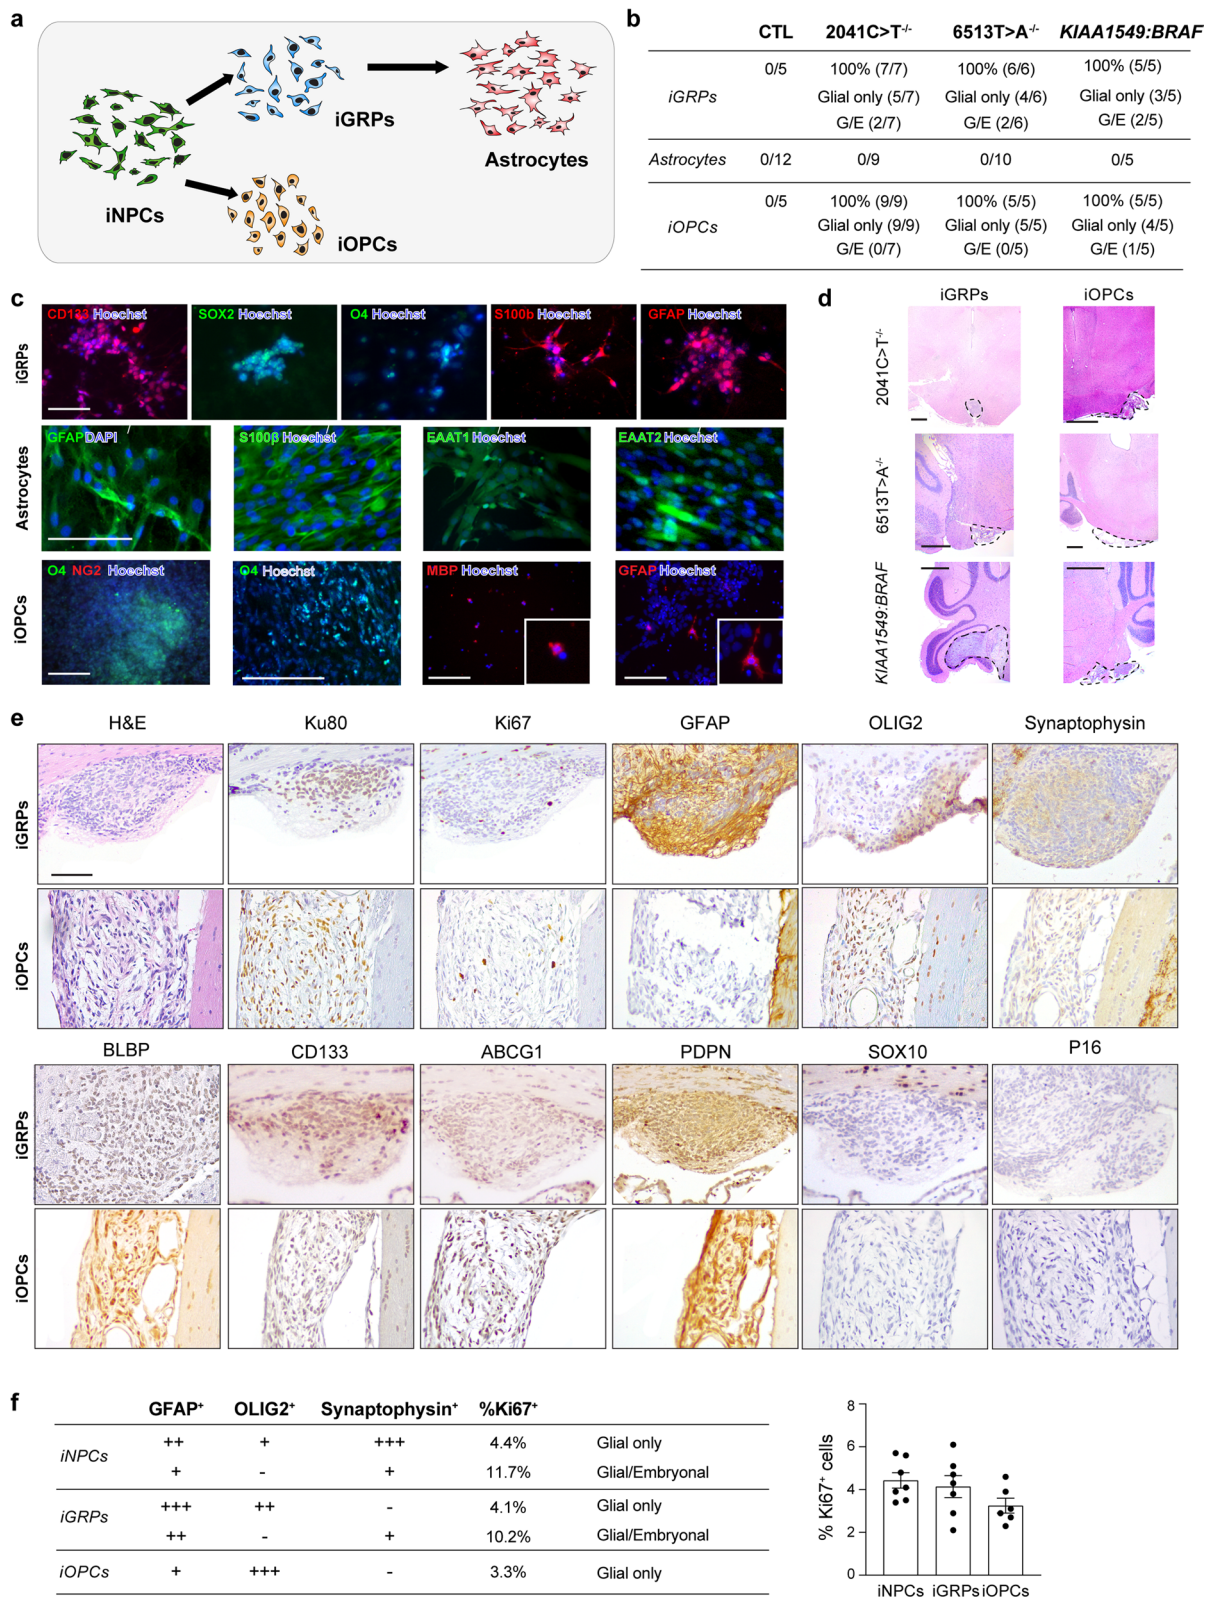 a
iNPCs
iGRPs
iOPCs
Astrocytes
b
CTL 2041C>T-/- 6513T>A-/- KIAA1549:BRAF
iGRPs
0/5 100% (7/7) 100% (6/6) 100% (5/5)
Glial only (5/7) Glial only (4/6) Glial only (3/5)
G/E (2/7) G/E (2/6) G/E (2/5)
Astrocytes 0/12 0/9 0/10 0/5
iOPCs
0/5 100% (9/9) 100% (5/5) 100% (5/5)
Glial only (9/9) Glial only (5/5) Glial only (4/5)
G/E (0/7) G/E (0/5) G/E (1/5)
c
iGRPs
CD133 Hoechst
SOX2 Hoechst
O4 Hoechst
S100b Hoechst
GFAP Hoechst
Astrocytes
GFAP DAPI
S100β Hoechst
EAAT1 Hoechst
EAAT2 Hoechst
iOPCs
O4 NG2 Hoechst
O4 Hoechst
MBP Hoechst
GFAP Hoechst
d
iGRPs iOPCs
2041C>T-/-
6513T>A-/-
KIAA1549:BRAF
e
H&E Ku80 Ki67 GFAP OLIG2 Synaptophysin
iGRPs
iOPCs
BLBP CD133 ABCG1 PDPN SOX10 P16
iGRPs
iOPCs
f
GFAP+ OLIG2+ Synaptophysin+ %Ki67+
iNPCs
++ + +++ 4.4% Glial only
+ - + 11.7% Glial/Embryonal
iGRPs
+++ ++ - 4.1% Glial only
++ - + 10.2% Glial/Embryonal
iOPCs + +++ - 3.3% Glial only
% Ki67+ cells
8
6
4
2
0
iNPCs iGRPs iOPCs